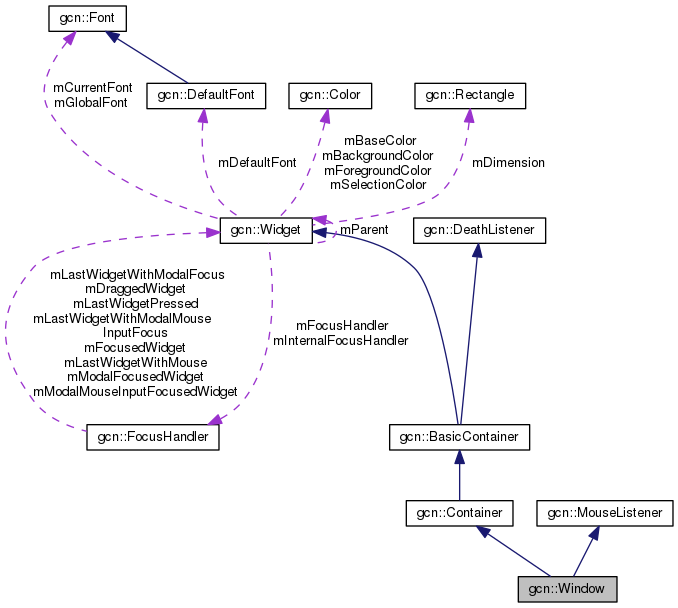 gcn::Font
mCurrentFont
mGlobalFont
gcn::DefaultFont
gcn::Color
gcn::Rectangle
mDefaultFont
mBaseColor
mBackgroundColor
mForegroundColor
mSelectionColor
mDimension
gcn::Widget
mParent
gcn::DeathListener
mLastWidgetWithModalFocus
mDraggedWidget
mLastWidgetPressed
mLastWidgetWithModalMouse
InputFocus
mFocusedWidget
mLastWidgetWithMouse
mModalFocusedWidget
mModalMouseInputFocusedWidget
mFocusHandler
mInternalFocusHandler
gcn::FocusHandler
gcn::BasicContainer
gcn::Container
gcn::MouseListener
gcn::Window